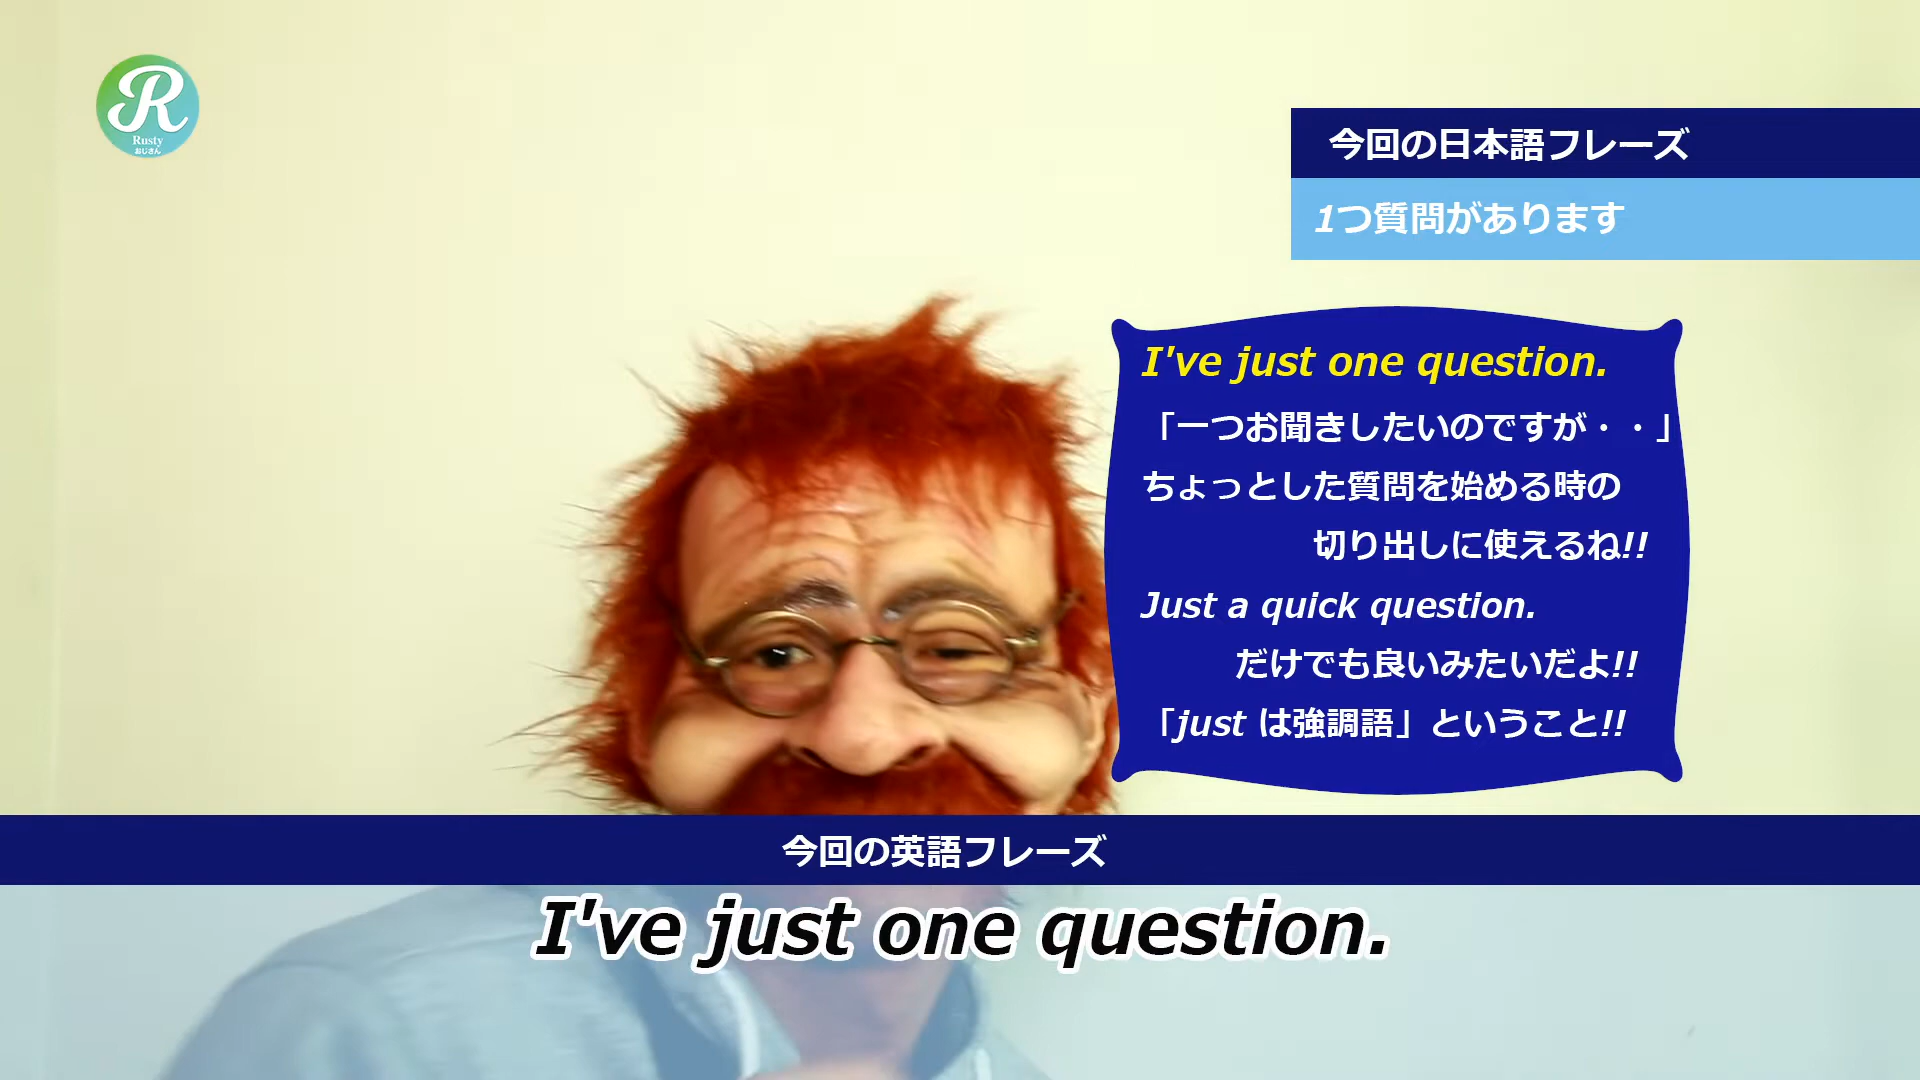 R
Rusty
おじさん
今回の日本語フレーズ
1つ質問があります
I've just one question.
「一つお聞きしたいのですが・・」
ちょっとした質問を始める時の
切り出しに使えるね!!
Just a quick question.
だけでも良いみたいだよ!!
「just は強調語」ということ!!
今回の英語フレーズ
I've just one question.